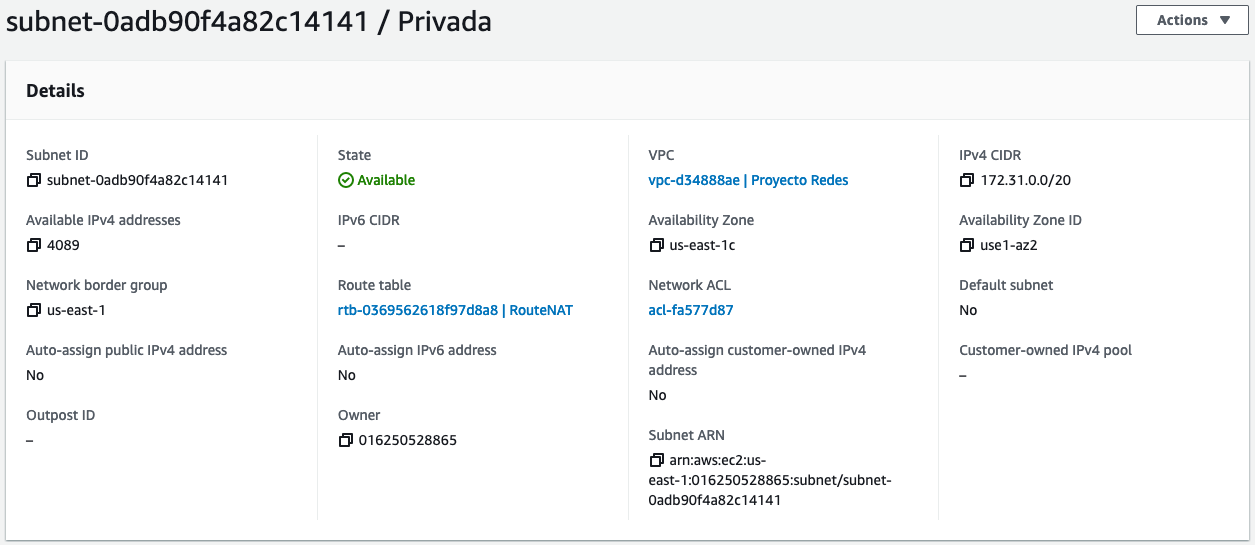 subnet-0adb90f4a82c14141 / Privada
Actions
Details
Subnet ID
subnet-0adb90f4a82c14141
State
Available
VPC
vpc-d34888ae | Proyecto Redes
IPv4 CIDR
172.31.0.0/20
Available IPv4 addresses
4089
IPv6 CIDR
–
Availability Zone
us-east-1c
Availability Zone ID
use1-az2
Network border group
us-east-1
Route table
rtb-0369562618f97d8a8 | RouteNAT
Network ACL
acl-fa577d87
Default subnet
No
Auto-assign public IPv4 address
No
Auto-assign IPv6 address
No
Auto-assign customer-owned IPv4
address
No
Customer-owned IPv4 pool
–
Outpost ID
–
Owner
016250528865
Subnet ARN
arn:aws:ec2:us-
east-1:016250528865:subnet/subnet-
0adb90f4a82c14141